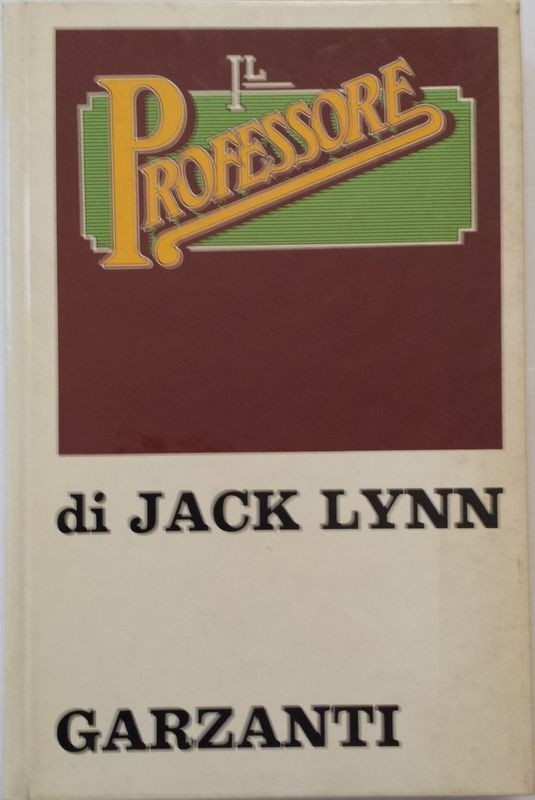 IL
PROFESSORE
di JACK LYNN
GARZANTI